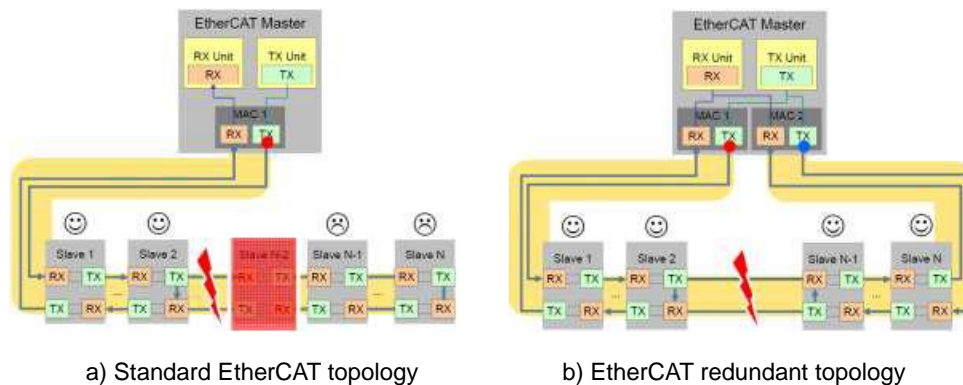 EtherCAT Master
RX Unit
TX Unit
RX
TX
MAC 1
RX
TX
Slave 1
Slave 2
Slave N-2
Slave N-1
Slave N
RX
TX
RX
TX
RX
TX
RX
TX
RX
TX
...
...
TX
RX
TX
RX
TX
RX
TX
RX
TX
RX
a) Standard EtherCAT topology
EtherCAT Master
RX Unit
TX Unit
RX
TX
MAC 1
MAC 2
RX
TX
RX
TX
Slave 1
Slave 2
Slave N-1
Slave N
RX
TX
RX
TX
RX
TX
RX
TX
...
...
TX
RX
TX
RX
TX
RX
TX
RX
b) EtherCAT redundant topology